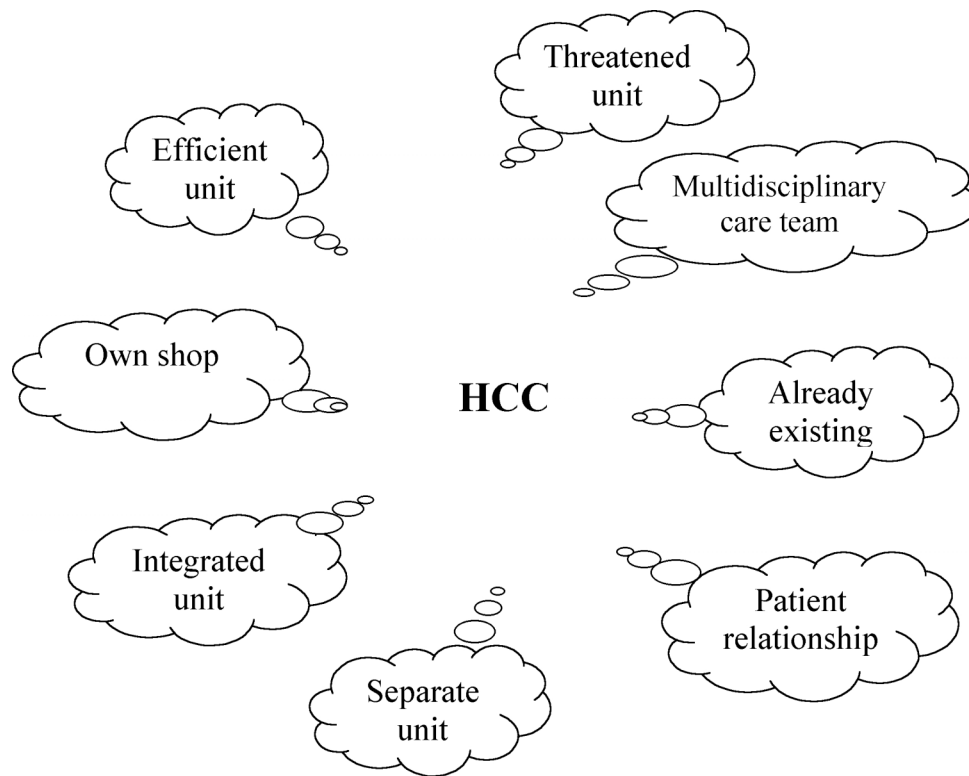 Threatened
unit
Efficient
unit
Multidisciplinary
care team
Own shop
HCC
Already
existing
Integrated
unit
Patient
relationship
Separate
unit